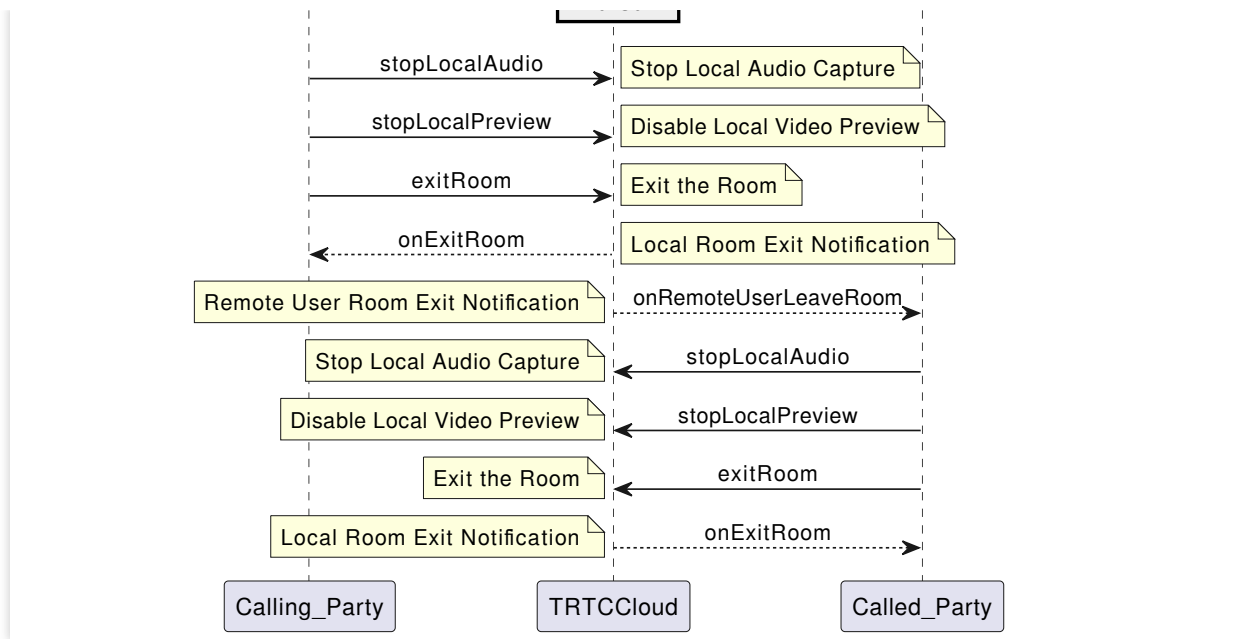 stopLocalAudio
Stop Local Audio Capture
stopLocalPreview
Disable Local Video Preview
exitRoom
Exit the Room
onExitRoom
Local Room Exit Notification
Remote User Room Exit Notification
onRemoteUserLeaveRoom
Stop Local Audio Capture
stopLocalAudio
Disable Local Video Preview
stopLocalPreview
Exit the Room
exitRoom
Local Room Exit Notification
onExitRoom
Calling_Party
TRTCCloud
Called_Party